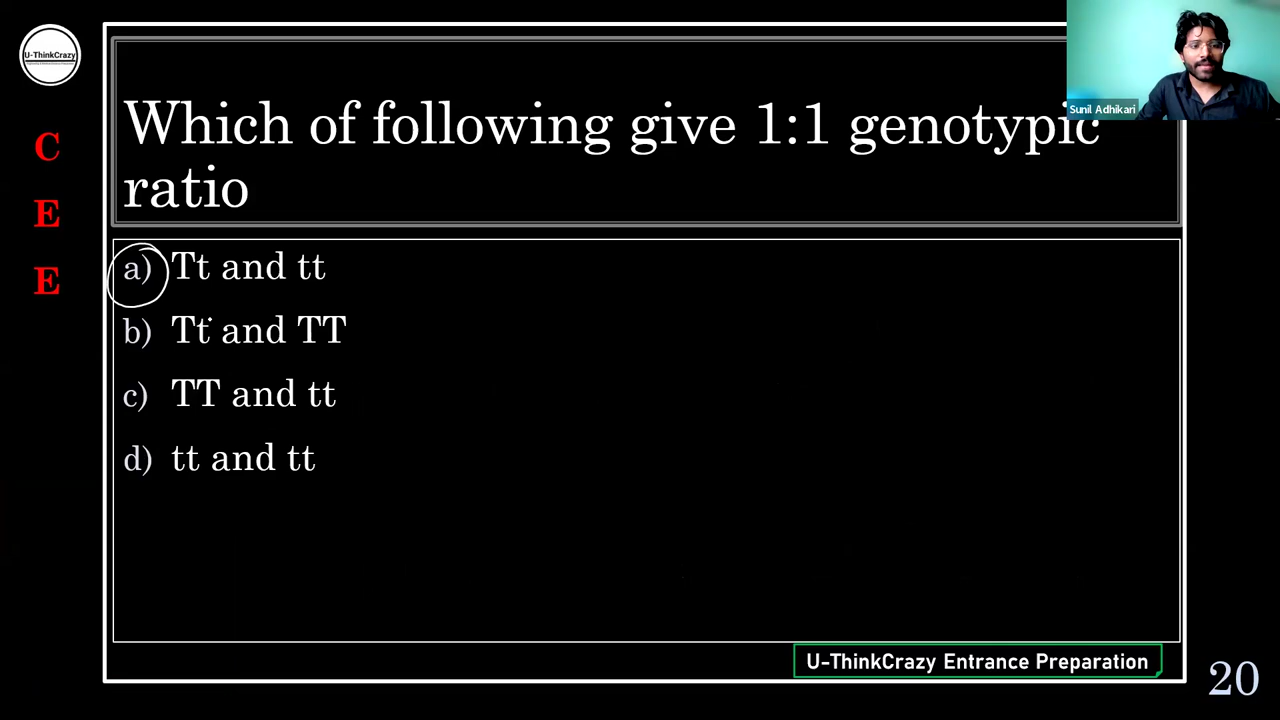 U-ThinkCrazy
C
E
E
Which of following give 1:1 genotypic
ratio
a) Tt and tt
b) Tt and TT
c) TT and tt
d) tt and tt
Sunil Adhikari
U-ThinkCrazy Entrance Preparation
20